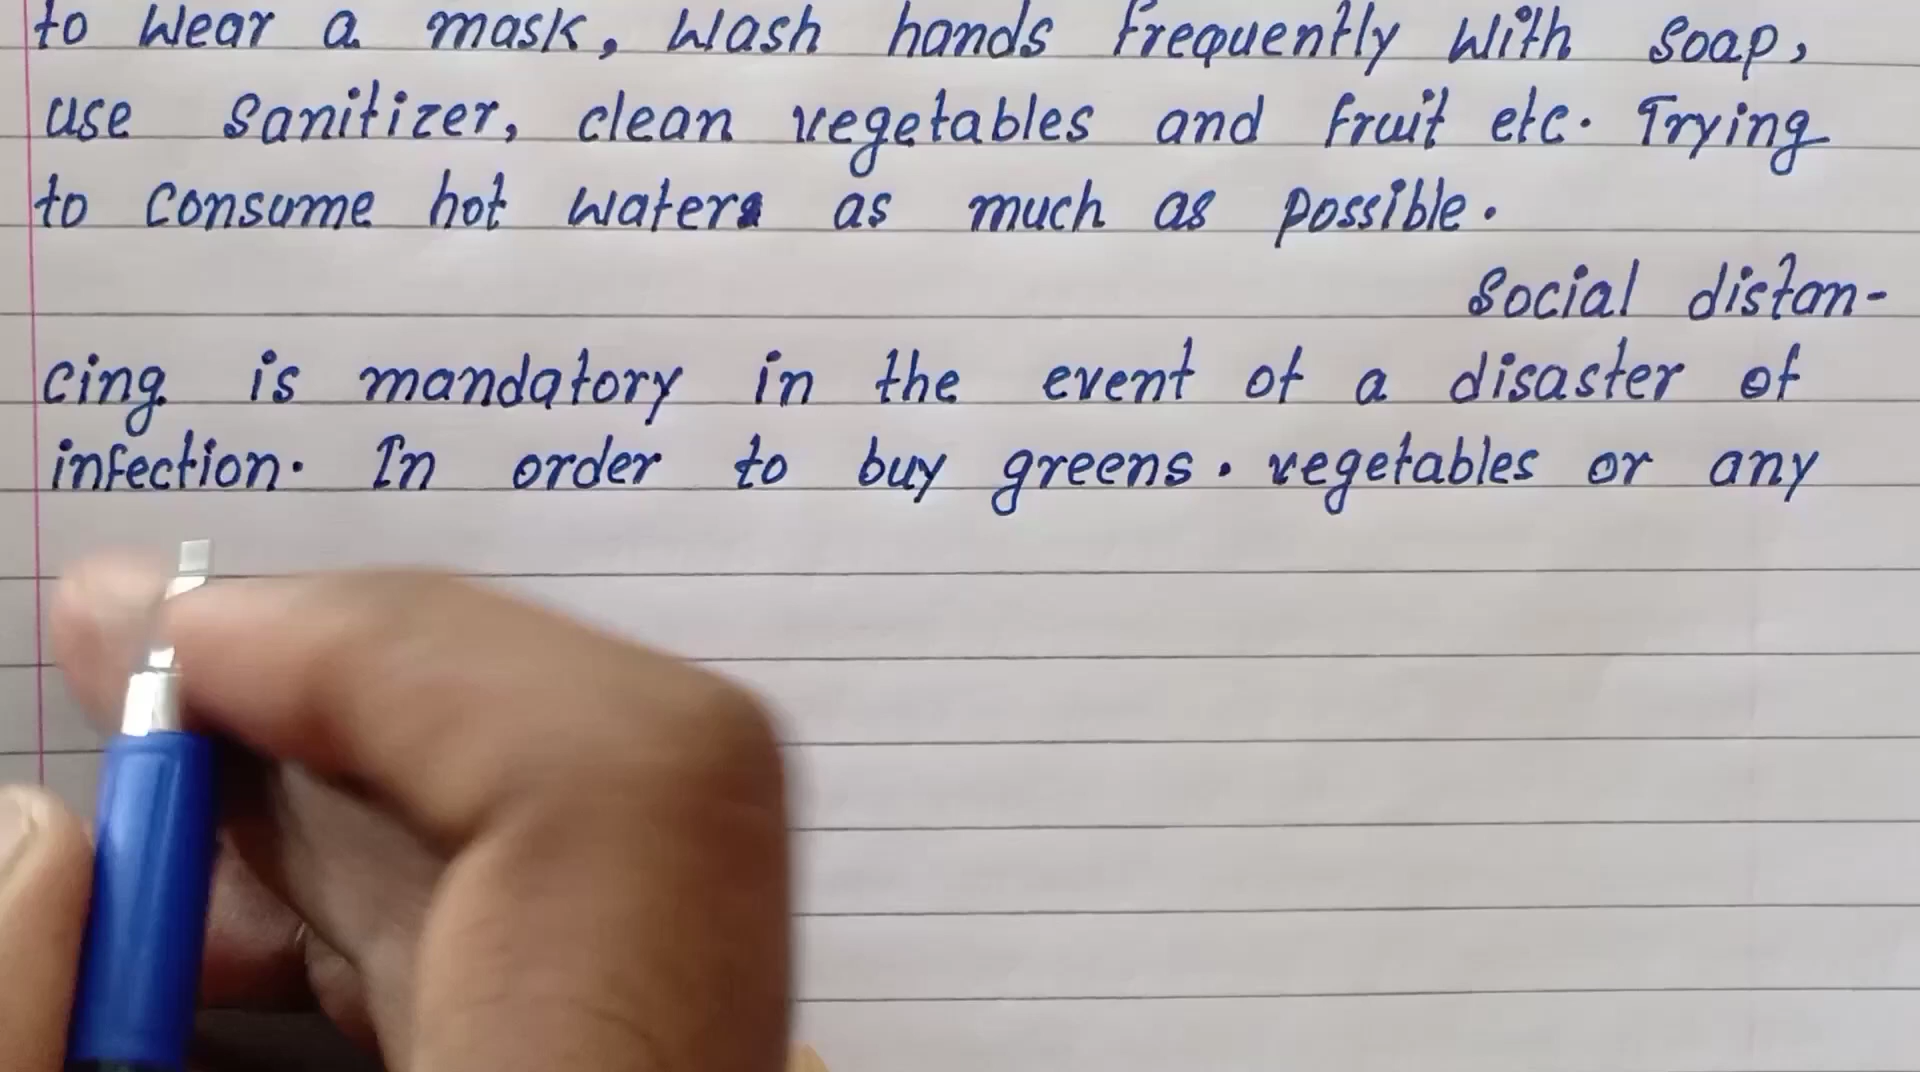 to wear a mask, wash hands frequently with soap,
use sanitizer, clean vegetables and fruit etc. Trying
to consume hot waters as much as possible.
Social distan-
cing is mandatory in the event of a disaster of
infection. In order to buy greens. vegetables or any